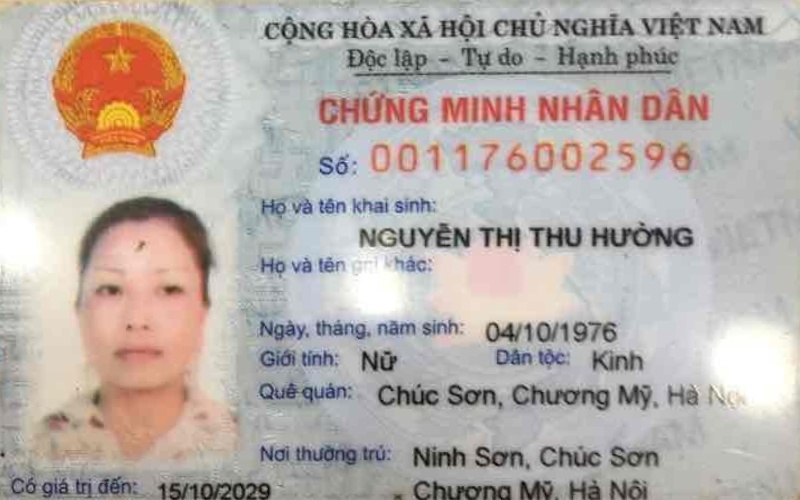 CỘNG HÒA XÃ HỘI CHỦ NGHĨA VIỆT NAM
Độc lập - Tự do - Hạnh phúc
CHỨNG MINH NHÂN DÂN
Số: 001176002596
Họ và tên khai sinh:
NGUYỄN THỊ THU HƯỜNG
Họ và tên gọi khác:
Ngày, tháng, năm sinh: 04/10/1976
Giới tính: Nữ Dân tộc: Kinh
Quê quán: Chúc Sơn, Chương Mỹ, Hà Nội
Nơi thường trú: Ninh Sơn, Chúc Sơn
Chương Mỹ, Hà Nội
Có giá trị đến: 15/10/2029